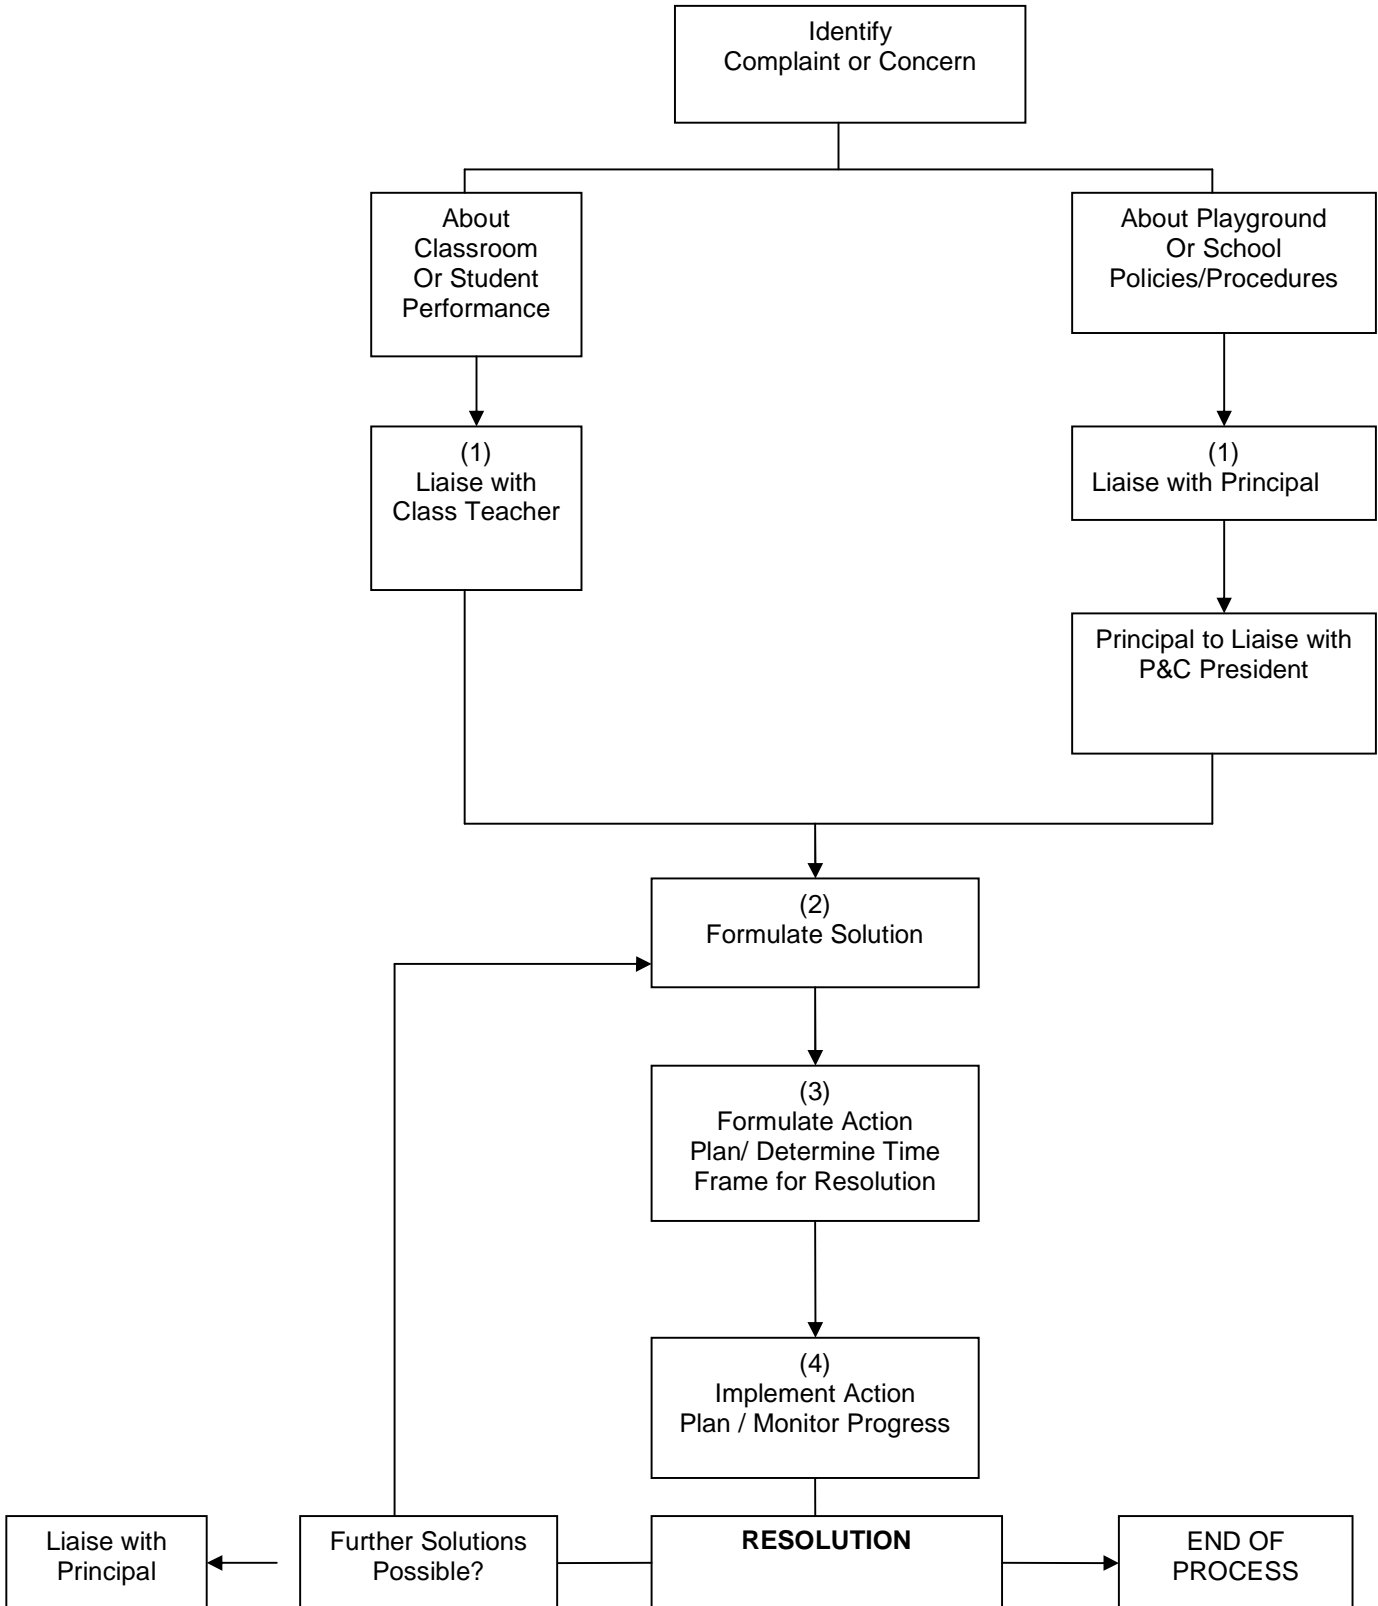 Identify
Complaint or Concern
About
Classroom
Or Student
Performance
About Playground
Or School
Policies/Procedures
(1)
Liaise with
Class Teacher
(1)
Liaise with Principal
Principal to Liaise with
P&C President
(2)
Formulate Solution
(3)
Formulate Action
Plan/ Determine Time
Frame for Resolution
(4)
Implement Action
Plan / Monitor Progress
Liaise with
Principal
Further Solutions
Possible?
RESOLUTION
END OF
PROCESS